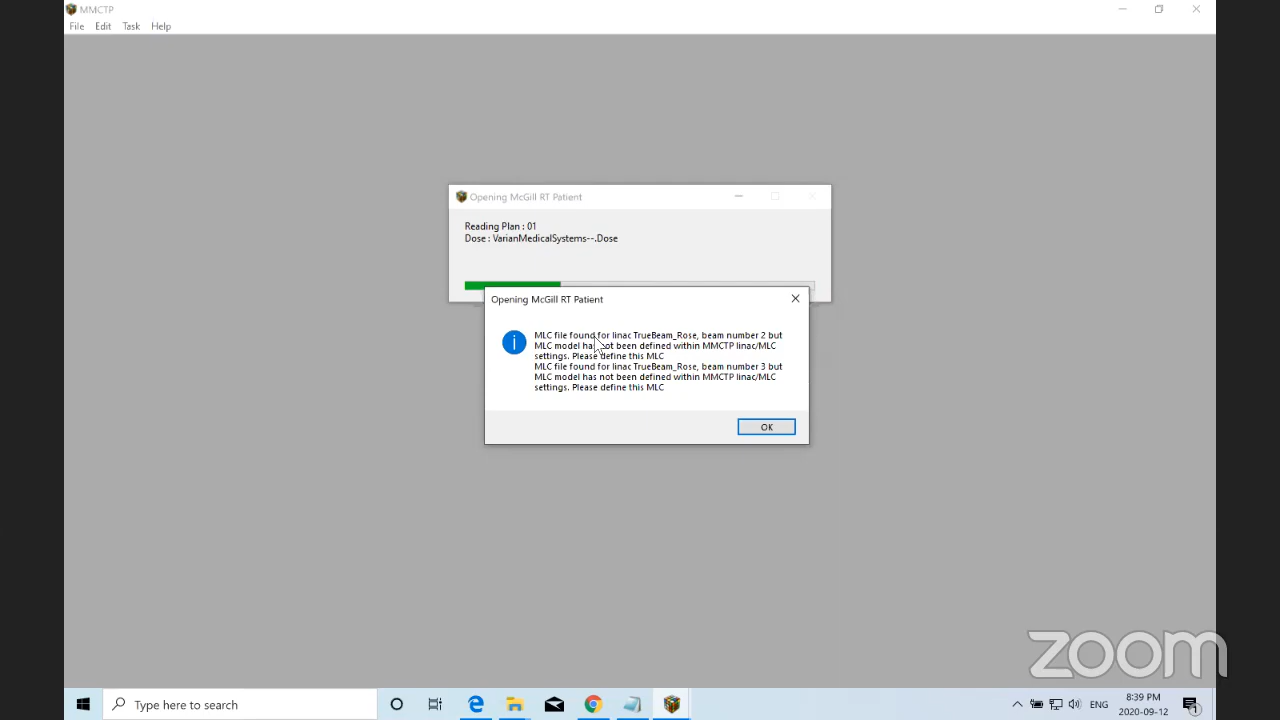 MMCTP
File Edit Task Help
Opening McGill RT Patient
Reading Plan : 01
Dose : VarianMedicalSystems--.Dose
Opening McGill RT Patient
MLC file found for linac TrueBeam_Rose, beam number 2 but
MLC model has not been defined within MMCTP linac/MLC
settings. Please define this MLC
MLC file found for linac TrueBeam_Rose, beam number 3 but
MLC model has not been defined within MMCTP linac/MLC
settings. Please define this MLC
OK
zoom
Type here to search
ENG
8:39 PM
2020-09-12